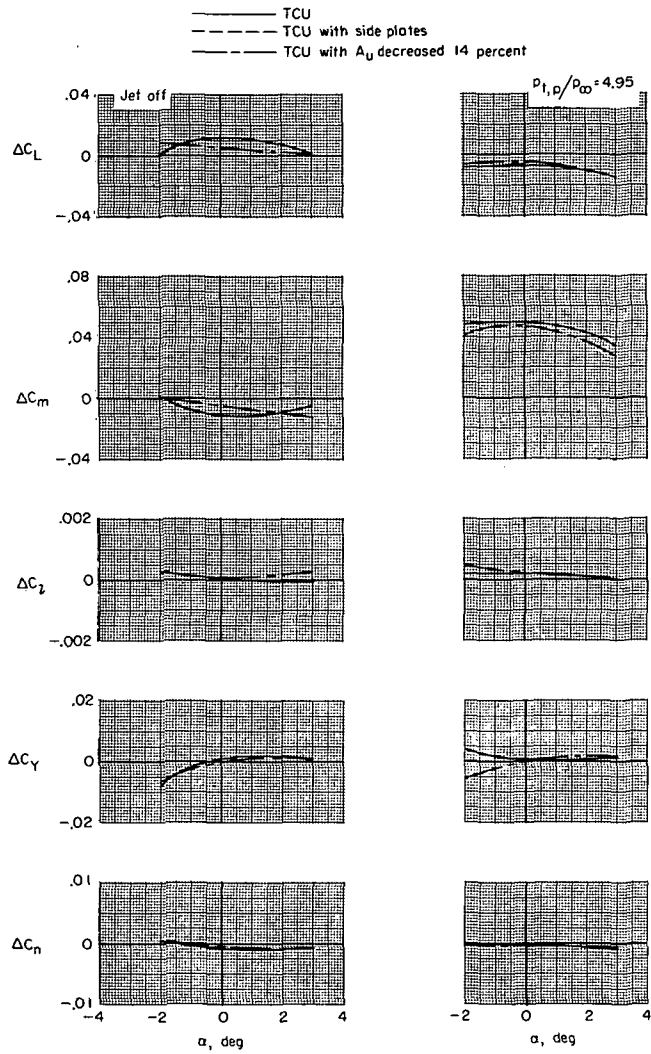 TCU
TCU with side plates
TCU with A_U decreased 14 percent
Jet off
p_t,p/p_∞ = 4.95
.04
ΔC_L
0
-.04
.08
.04
ΔC_m
0
-.04
.002
ΔC_l
0
-.002
.02
ΔC_Y
0
-.02
.01
ΔC_n
0
-.01
-4 -2 0 2 4
α, deg
-2 0 2 4
α, deg